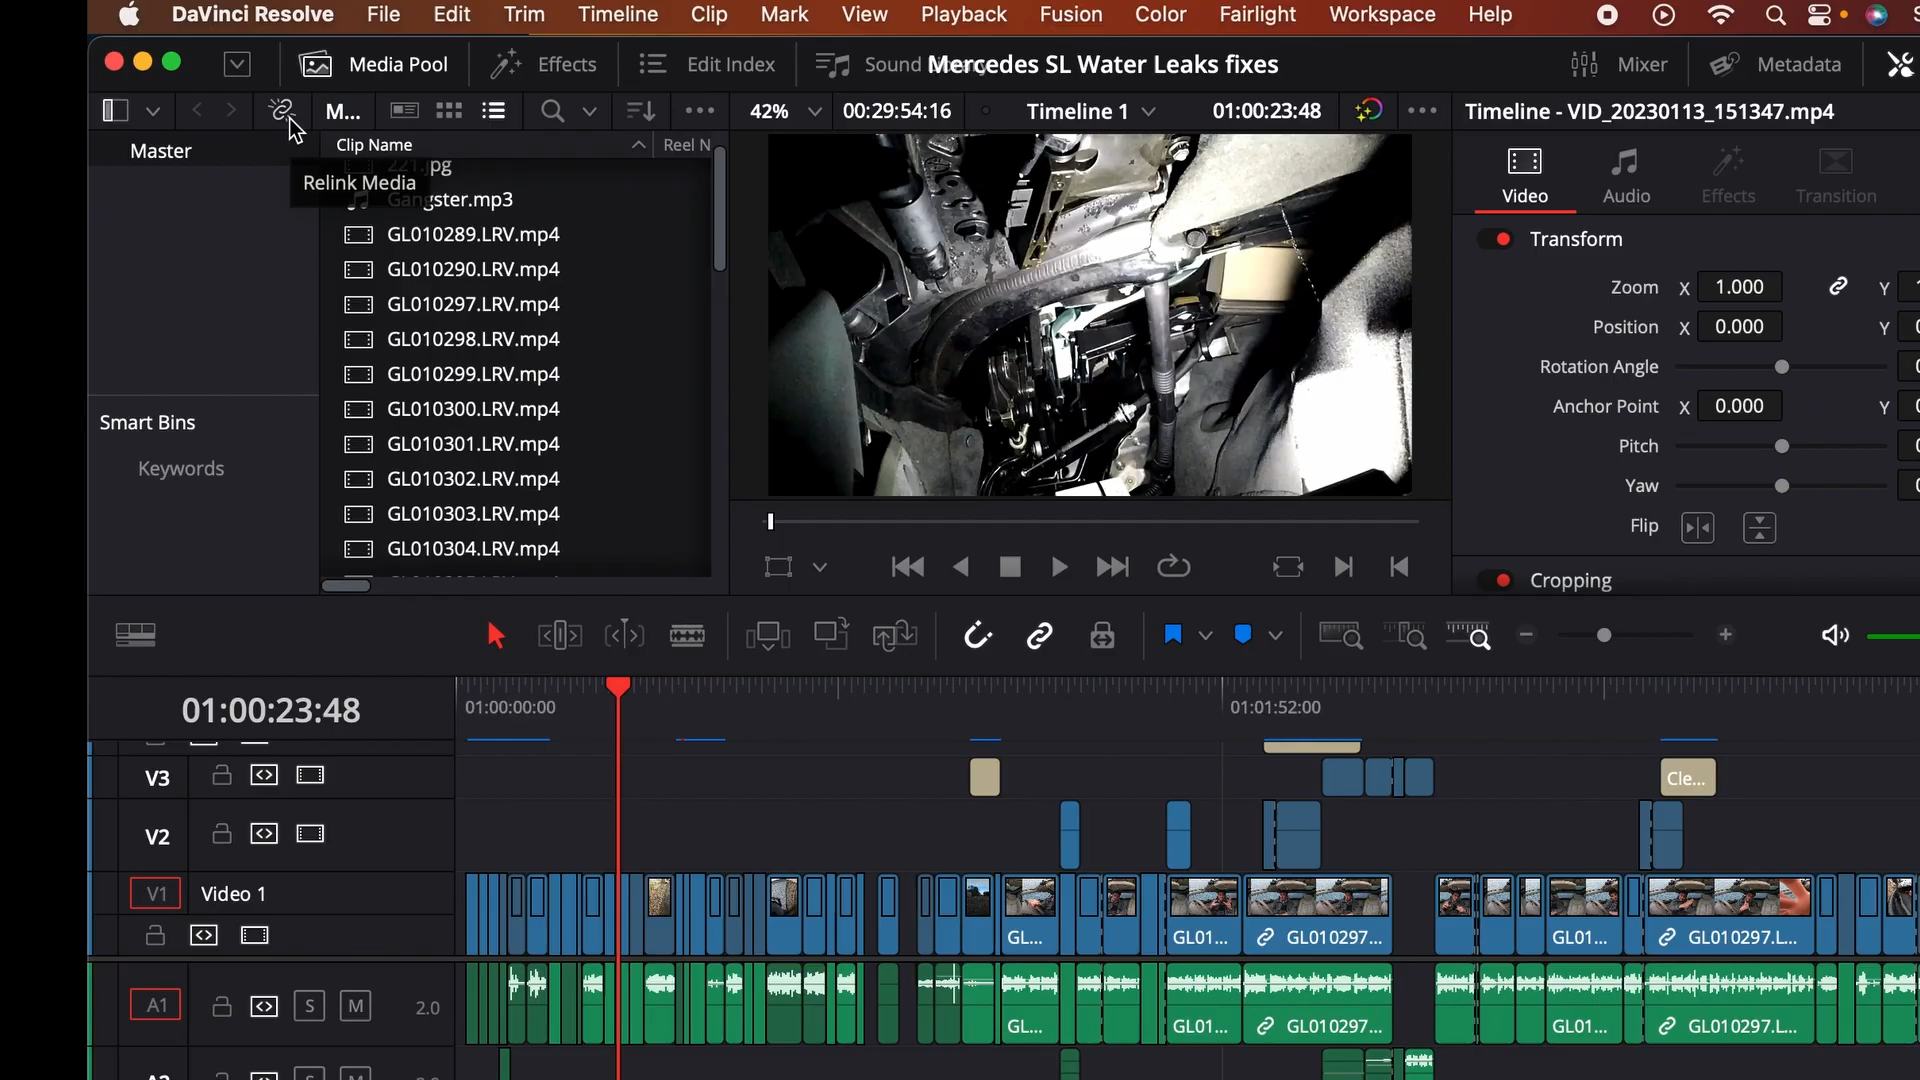 DaVinci Resolve File Edit Trim Timeline Clip Mark View Playback Fusion Color Fairlight Workspace Help
Media Pool Effects Edit Index Sound Mercedes SL Water Leaks fixes Mixer Metadata
M... 42% 00:29:54:16 Timeline 1 01:00:23:48 Timeline - VID_20230113_151347.mp4
Master Clip Name Reel N
221.jpg
Relink Media
Gangster.mp3
GL010289.LRV.mp4
GL010290.LRV.mp4
GL010297.LRV.mp4
GL010298.LRV.mp4
GL010299.LRV.mp4
GL010300.LRV.mp4
GL010301.LRV.mp4
GL010302.LRV.mp4
GL010303.LRV.mp4
GL010304.LRV.mp4
Smart Bins
Keywords
Video Audio Effects Transition
Transform
Zoom X 1.000 Y
Position X 0.000 Y
Rotation Angle
Anchor Point X 0.000 Y
Pitch
Yaw
Flip
Cropping
01:00:23:48 01:00:00:00 01:01:52:00
V3 Cle...
V2
V1 Video 1
GL... GL01... GL010297... GL01... GL010297.L...
A1 S M 2.0
GL... GL01... GL010297... GL01... GL010297.L...